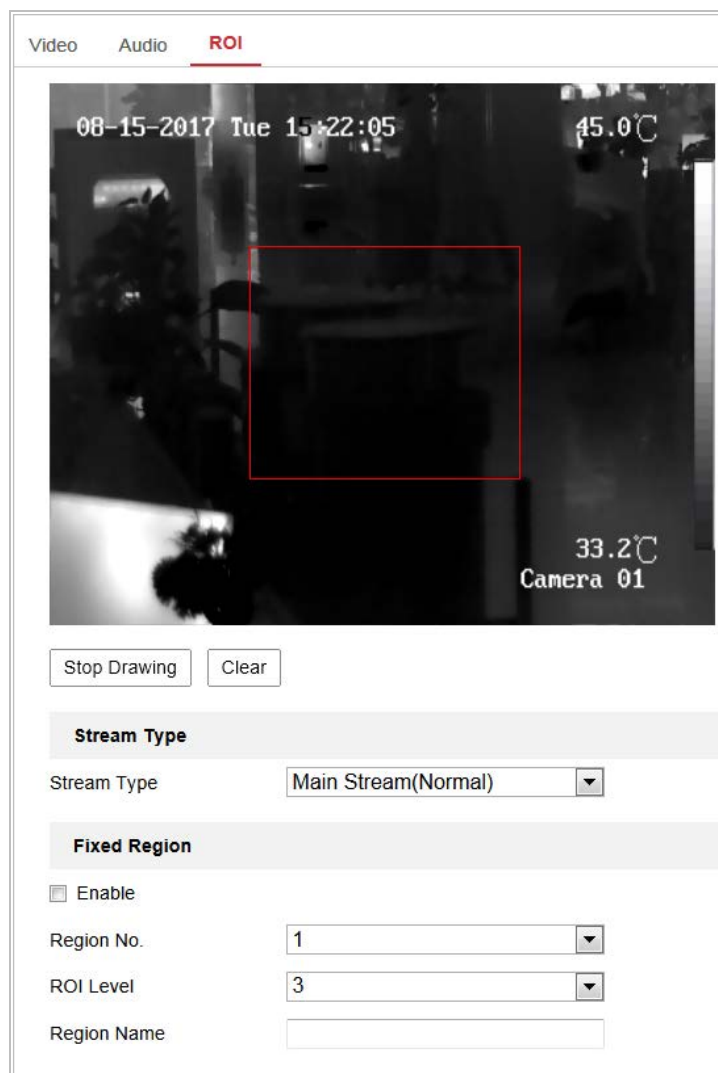 Video Audio ROI
08-15-2017 Tue 15:22:05 45.0℃
33.2℃
Camera 01
Stop Drawing Clear
Stream Type
Stream Type Main Stream(Normal)
Fixed Region
Enable
Region No. 1
ROI Level 3
Region Name